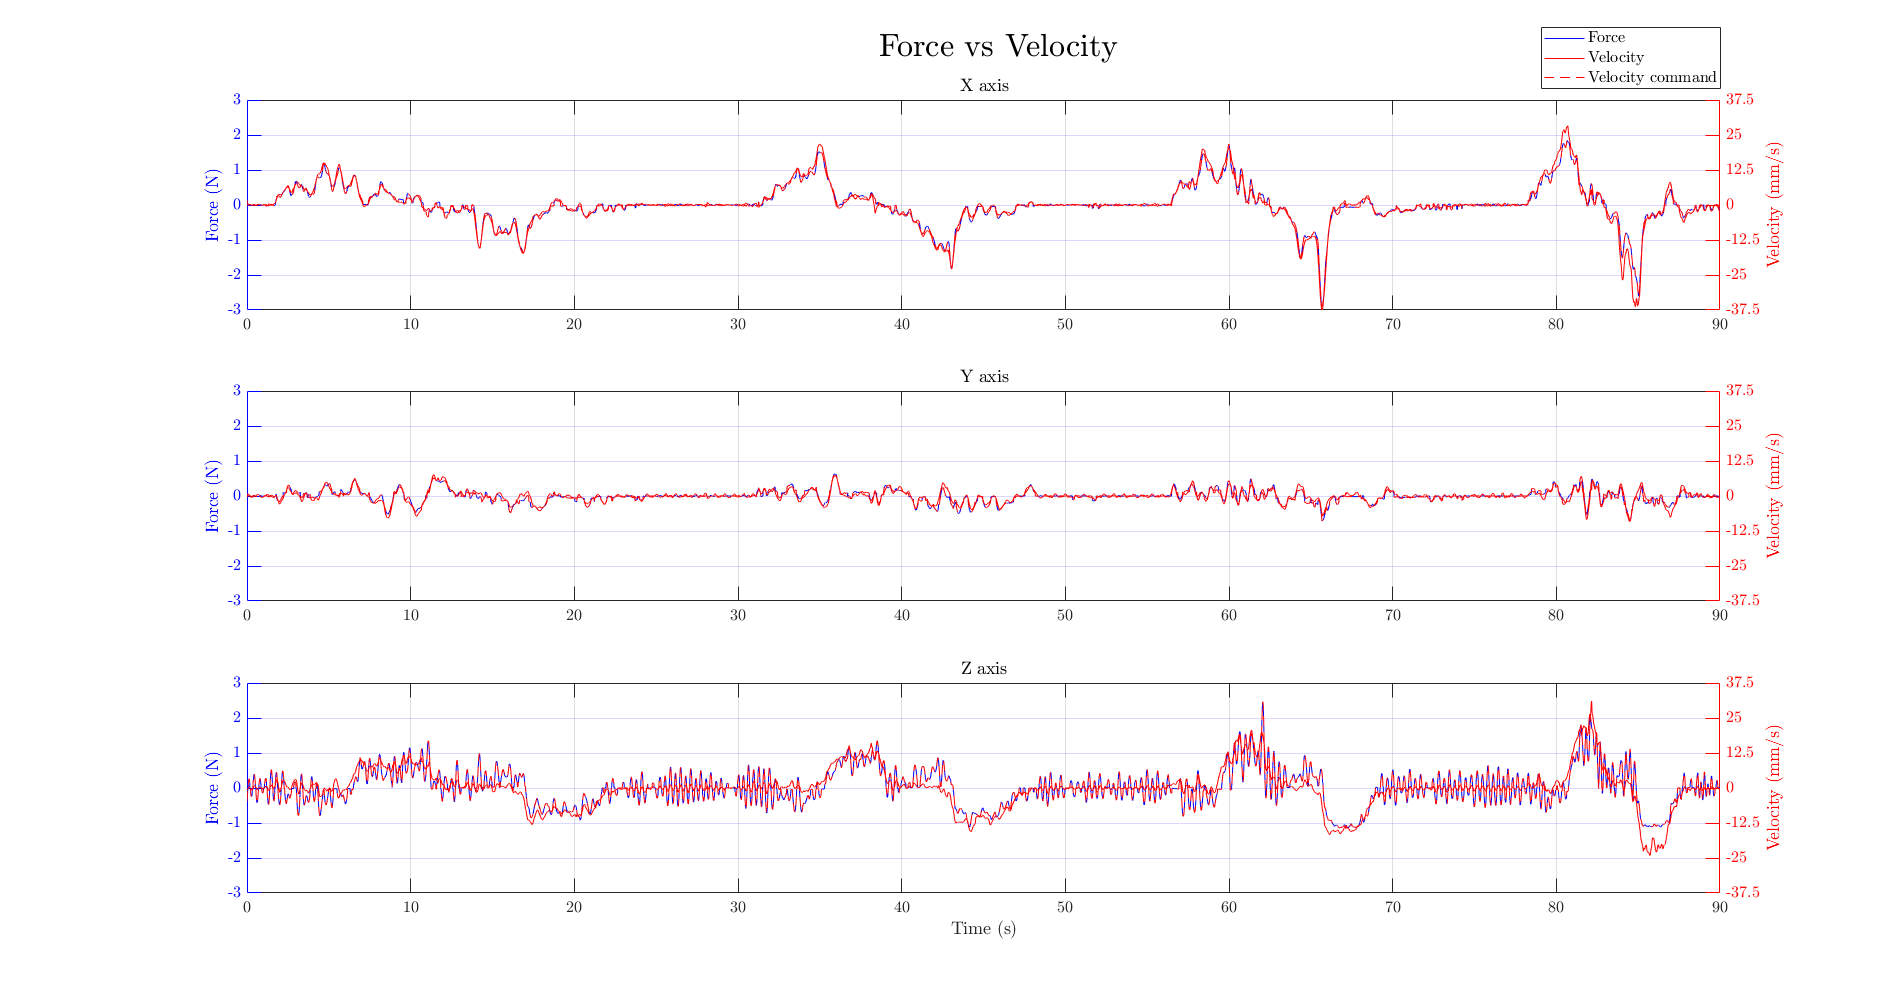 Force vs Velocity
Force
Velocity
Velocity command
X axis
3
2
1
0
-1
-2
-3
Force (N)
37.5
25
12.5
0
-12.5
-25
-37.5
Velocity (mm/s)
0 10 20 30 40 50 60 70 80 90
Y axis
3
2
1
0
-1
-2
-3
Force (N)
37.5
25
12.5
0
-12.5
-25
-37.5
Velocity (mm/s)
0 10 20 30 40 50 60 70 80 90
Z axis
3
2
1
0
-1
-2
-3
Force (N)
37.5
25
12.5
0
-12.5
-25
-37.5
Velocity (mm/s)
0 10 20 30 40 50 60 70 80 90
Time (s)